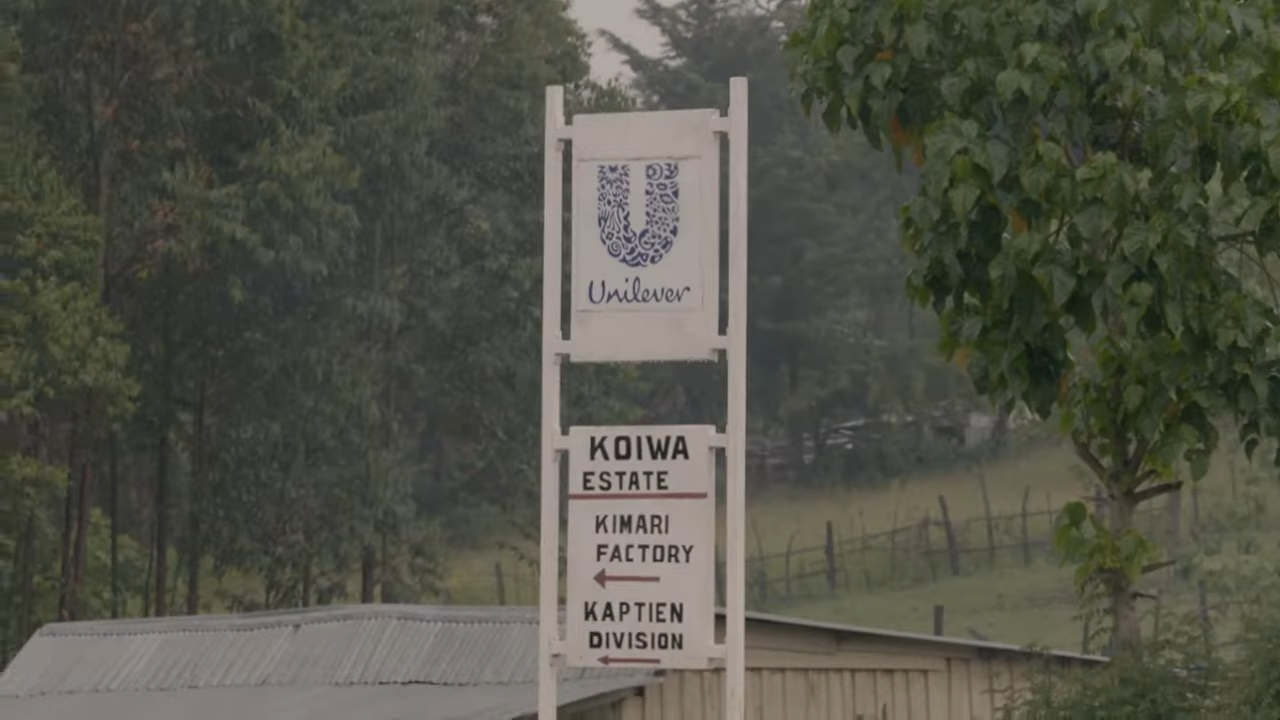 Unilever
KOIWA
ESTATE
KIMARI
FACTORY
KAPTIEN
DIVISION